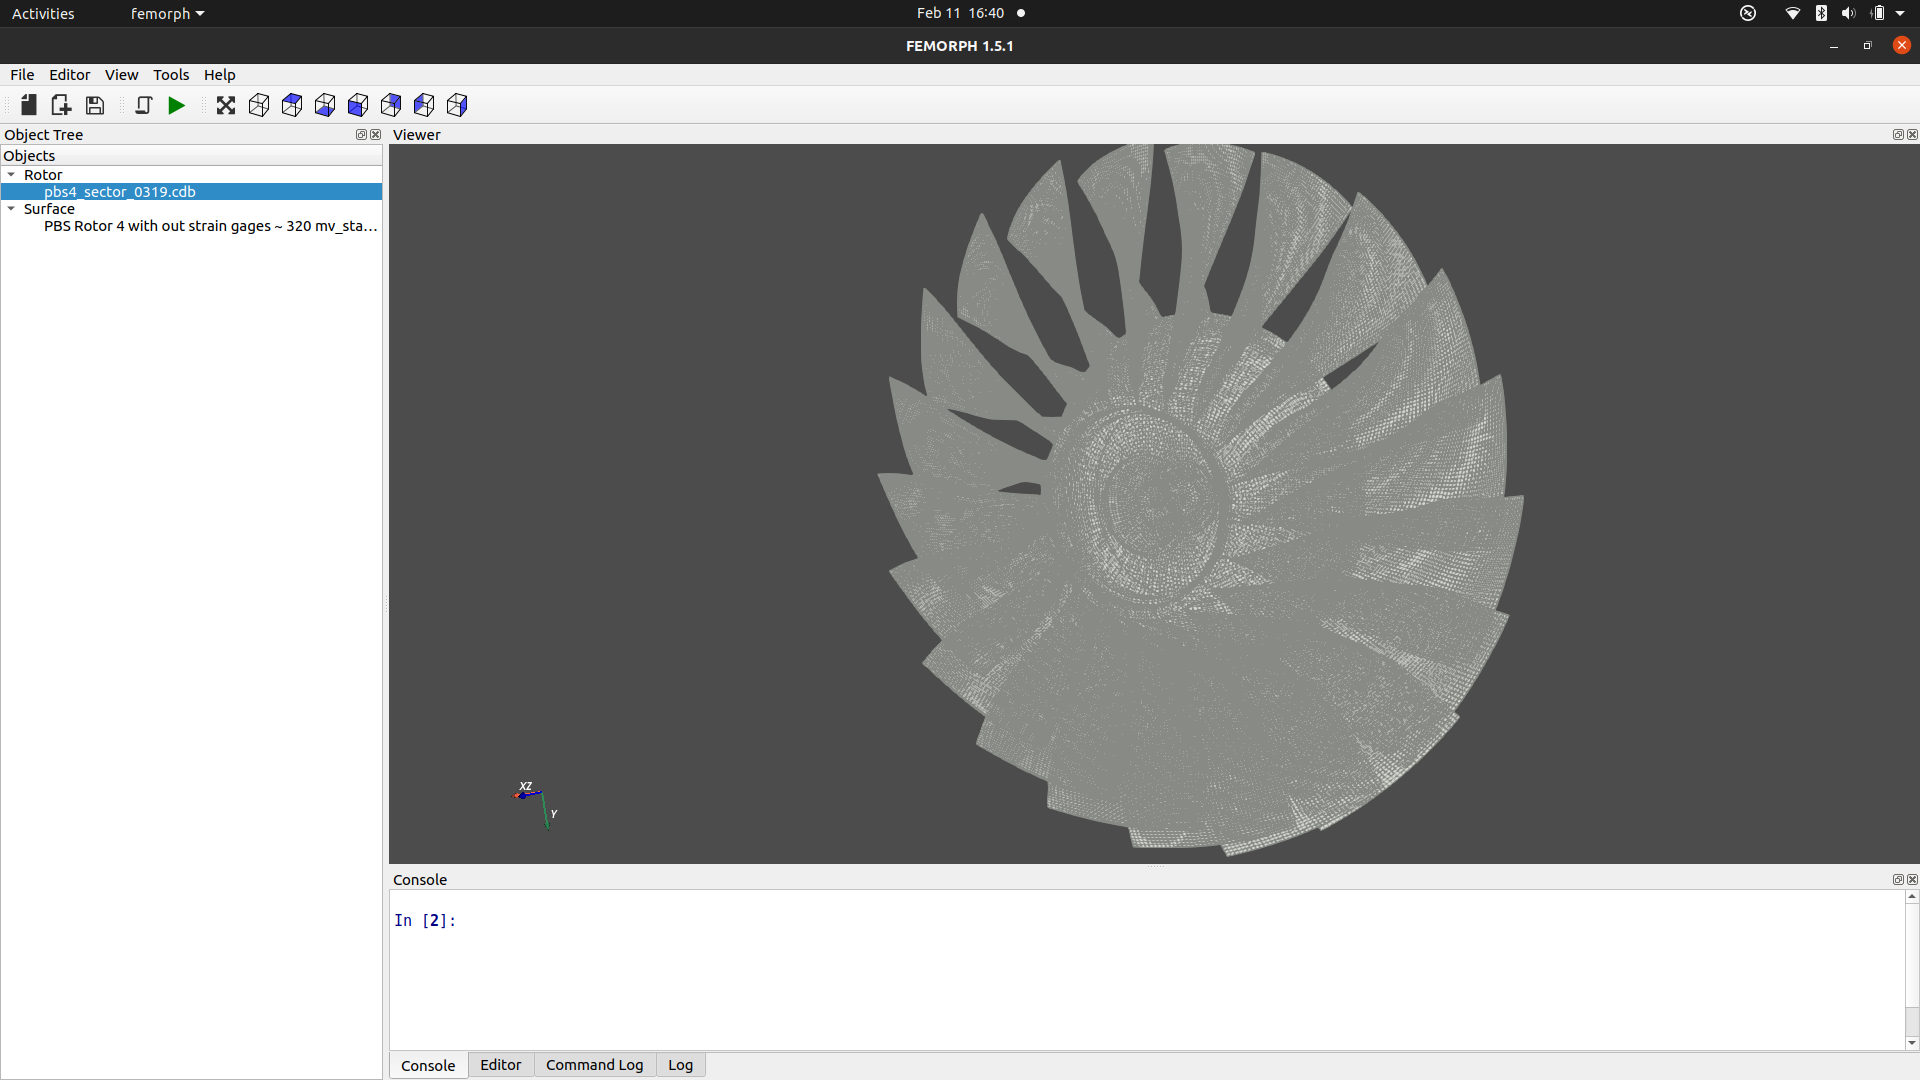 Activities femorph Feb 11 16:40
FEMORPH 1.5.1
File Editor View Tools Help
Object Tree
Viewer
Objects
Rotor
pbs4_sector_0319.cdb
Surface
PBS Rotor 4 with out strain gages ~ 320 mv_sta...
XZ
Y
Console
In [2]:
Console Editor Command Log Log